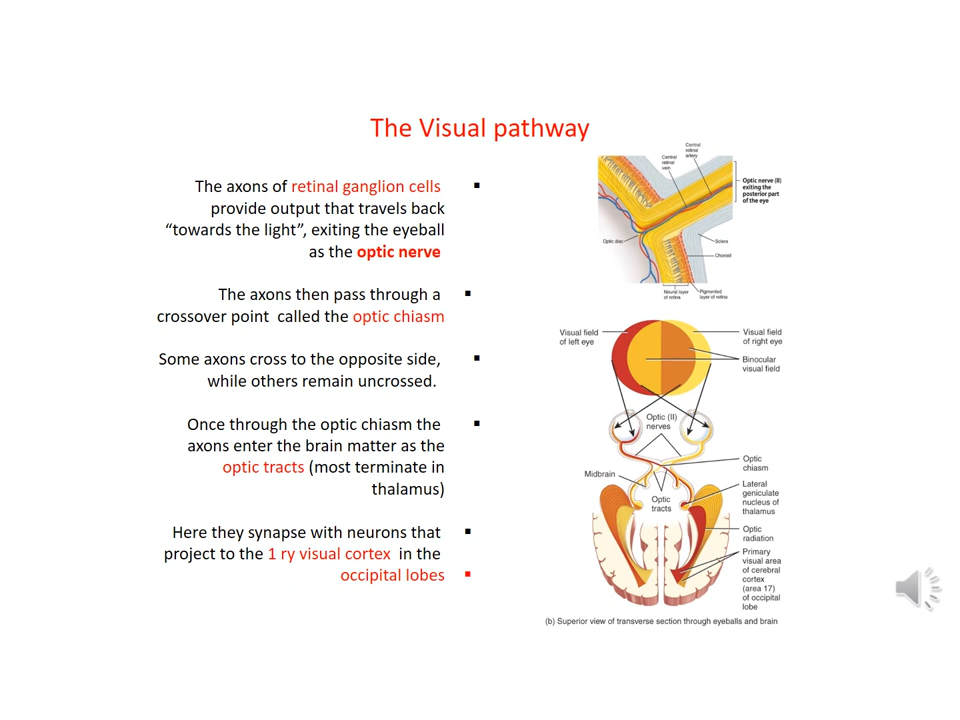 The Visual pathway
The axons of retinal ganglion cells
provide output that travels back
“towards the light”, exiting the eyeball
as the optic nerve
The axons then pass through a
crossover point called the optic chiasm
Some axons cross to the opposite side,
while others remain uncrossed.
Once through the optic chiasm the
axons enter the brain matter as the
optic tracts (most terminate in
thalamus)
Here they synapse with neurons that
project to the 1 ry visual cortex in the
occipital lobes
Central
retinal
artery
Central
retinal
vein
Optic nerve (II)
exiting the
posterior part
of the eye
Optic disc
Sclera
Choroid
Neural layer
of retina
Pigmented
layer of retina
Visual field
of left eye
Visual field
of right eye
Binocular
visual field
Optic (II)
nerves
Optic
chiasm
Midbrain
Optic
tracts
Lateral
geniculate
nucleus of
thalamus
Optic
radiation
Primary
visual area
of cerebral
cortex
(area 17)
of occipital
lobe
(b) Superior view of transverse section through eyeballs and brain